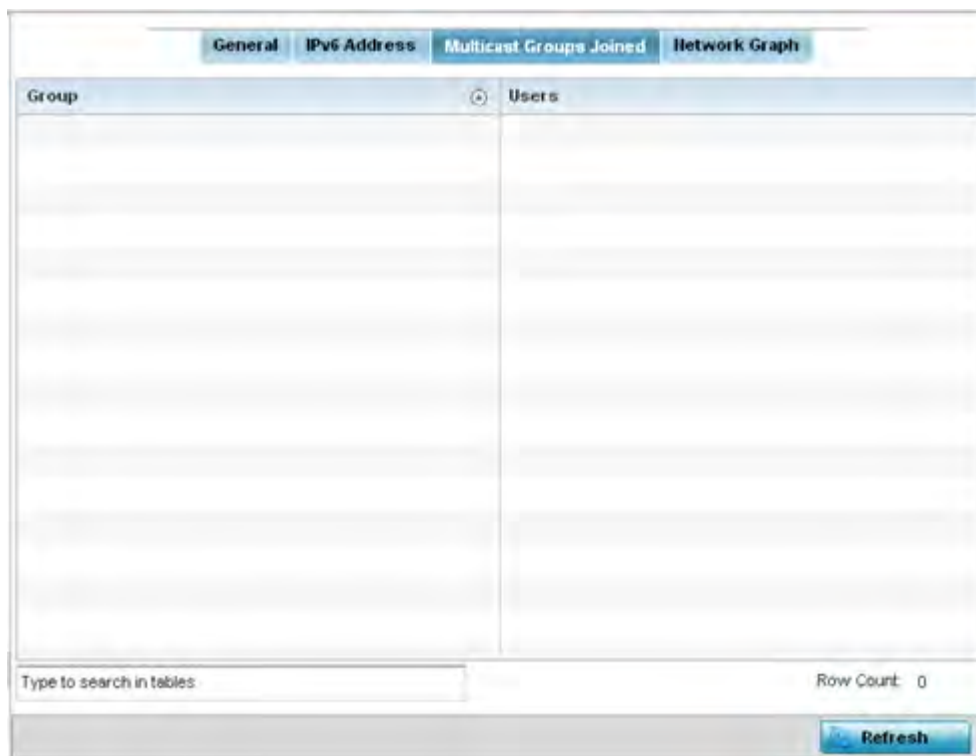 General IPv6 Address Multicast Groups Joined Network Graph
Group Users
Type to search in tables
Row Count: 0
Refresh